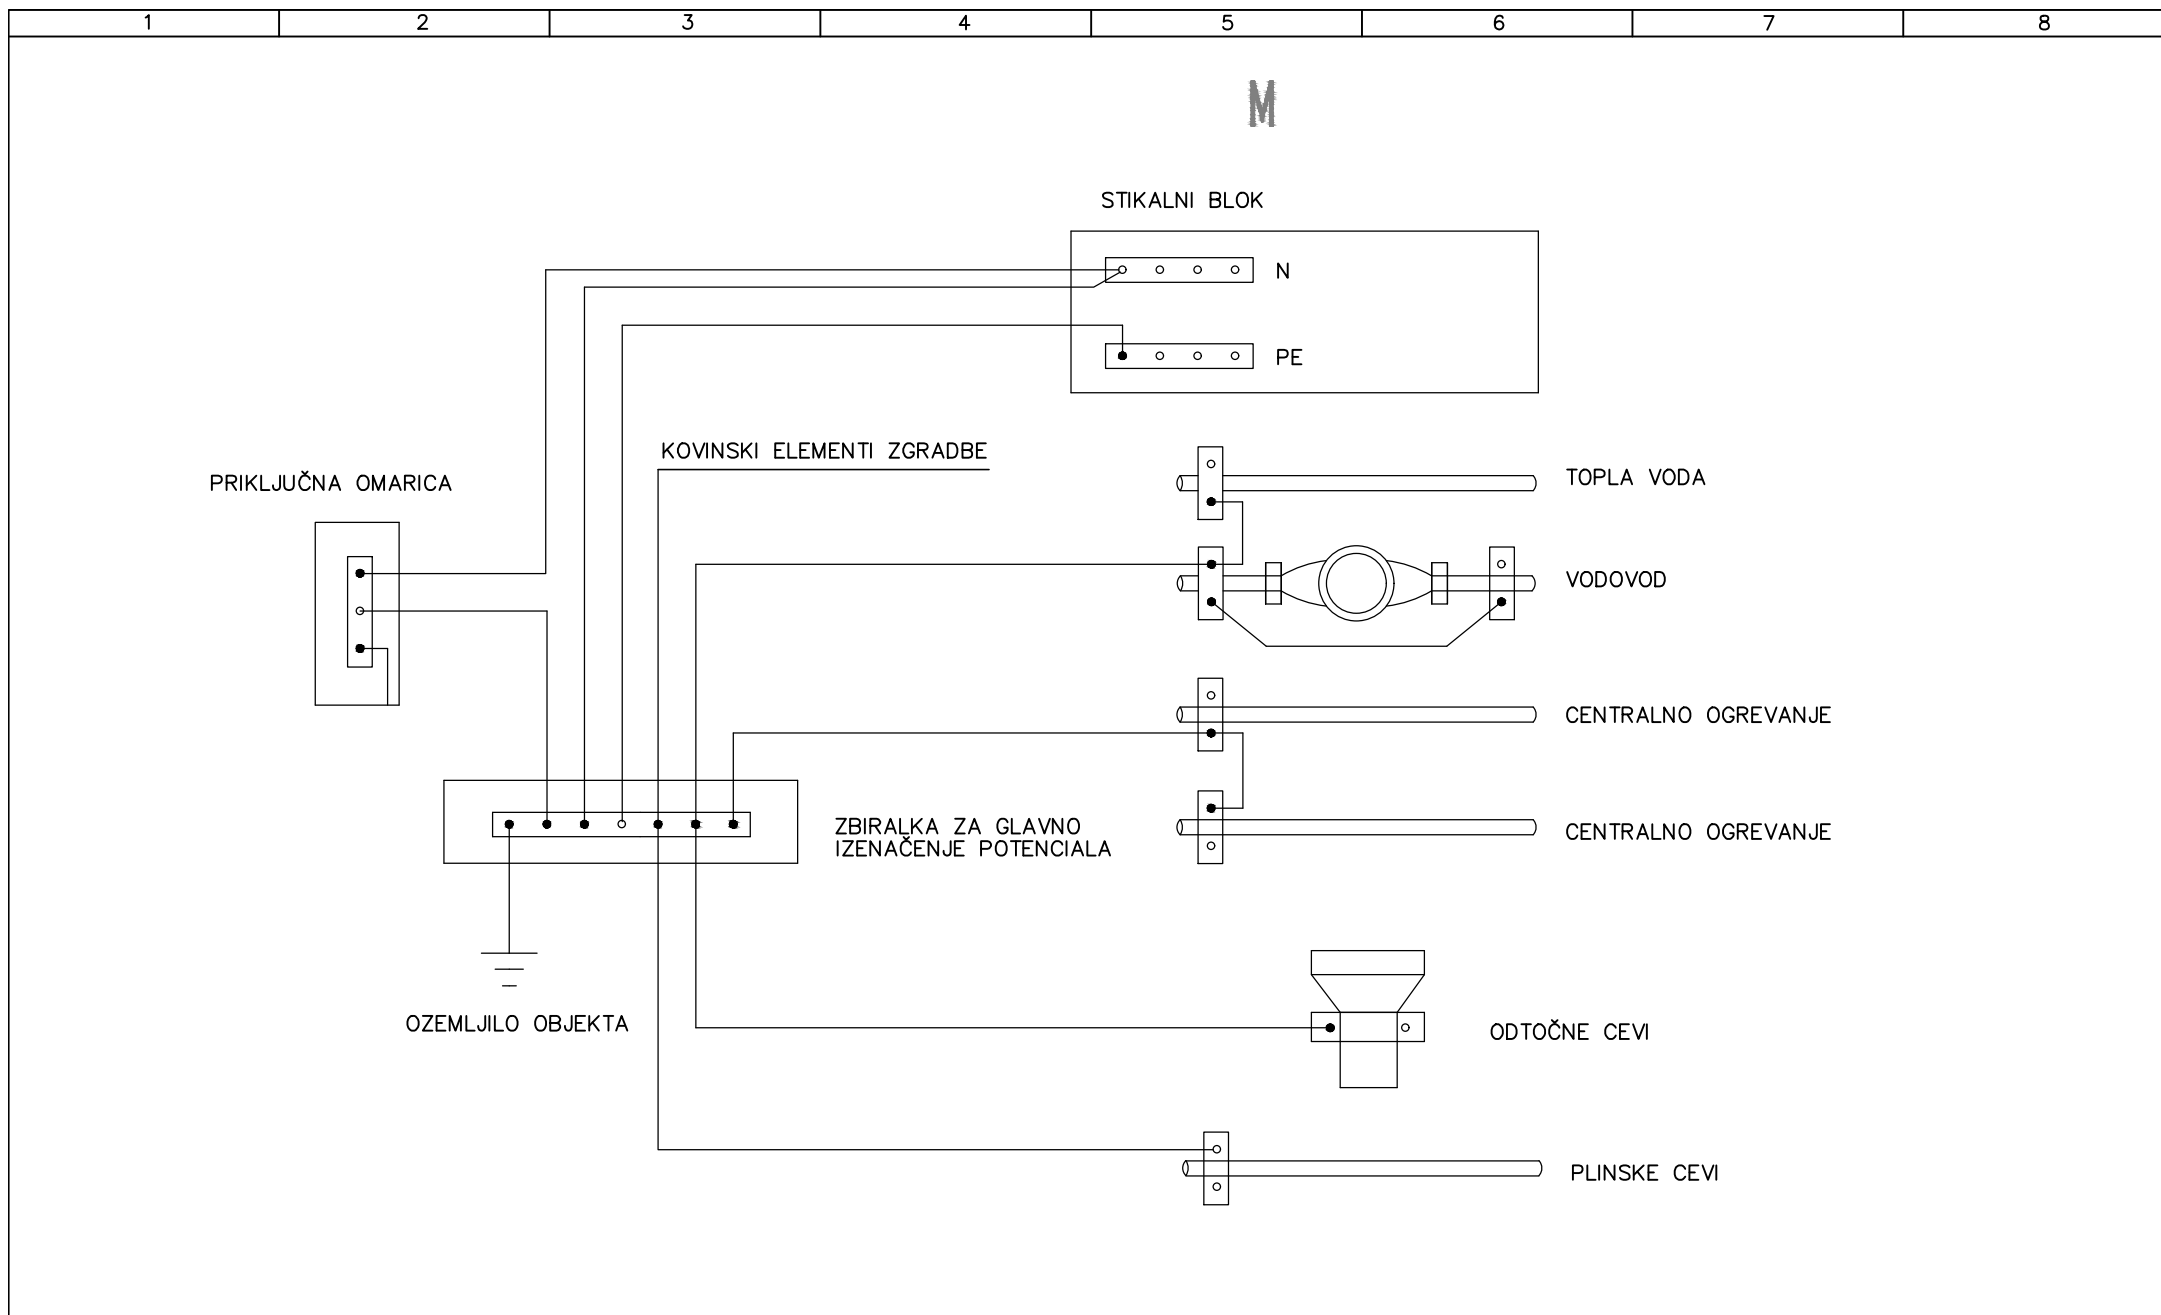 1 2 3 4 5 6 7 8
M
STIKALNI BLOK
N
PE
KOVINSKI ELEMENTI ZGRADBE
PRIKLJUČNA OMARICA
TOPLA VODA
VODOVOD
CENTRALNO OGREVANJE
ZBIRALKA ZA GLAVNO
IZENAČENJE POTENCIALA
CENTRALNO OGREVANJE
OZEMLJILO OBJEKTA
ODTOČNE CEVI
PLINSKE CEVI